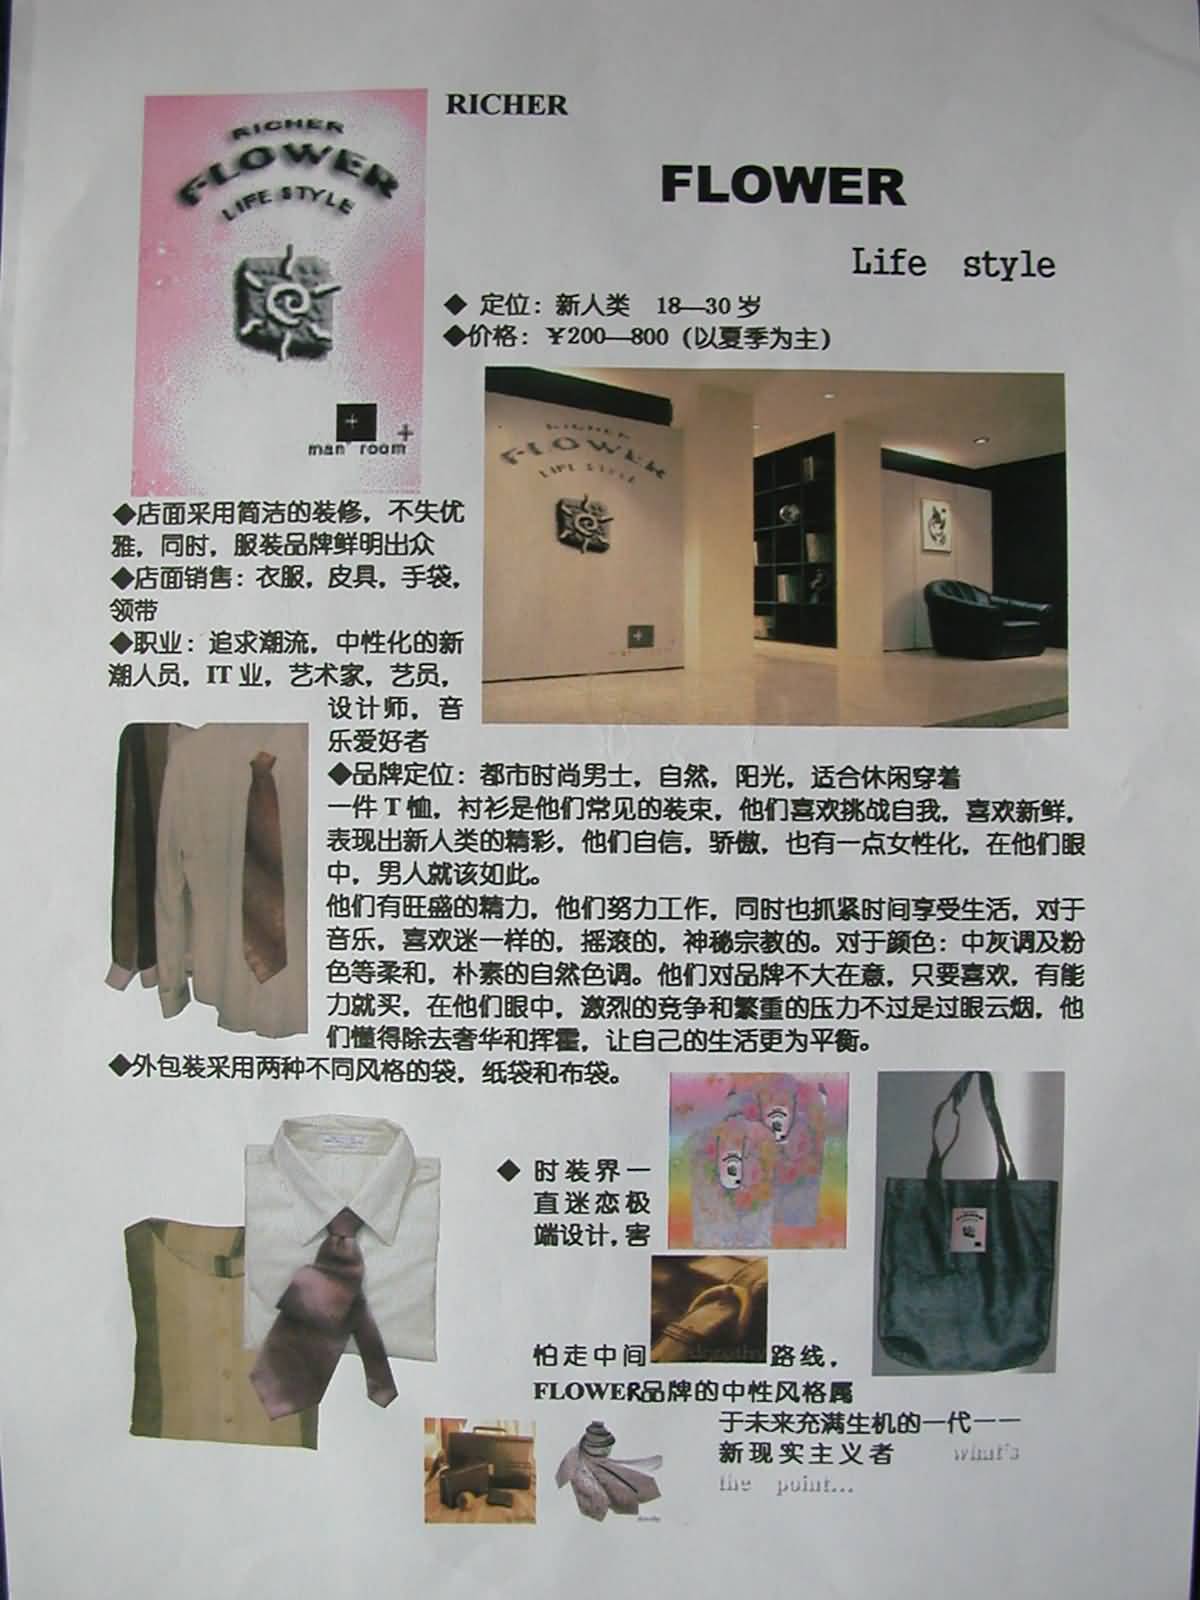 RICHER
FLOWER
LIFE STYLE
man room
RICHER
FLOWER
Life style
◆ 定位：新人类 18—30 岁
◆价格：￥200—800（以夏季为主）
RICHER
FLOWER
LIFE STYLE
◆店面采用简洁的装修，不失优
雅，同时，服装品牌鲜明出众
◆店面销售：衣服，皮具，手袋，
领带
◆职业：追求潮流，中性化的新
潮人员，IT 业，艺术家，艺员，
设计师，音
乐爱好者
◆品牌定位：都市时尚男士，自然，阳光，适合休闲穿着
一件 T 恤，衬衫是他们常见的装束，他们喜欢挑战自我，喜欢新鲜，
表现出新人类的精彩，他们自信，骄傲，也有一点女性化，在他们眼
中，男人就该如此。
他们有旺盛的精力，他们努力工作，同时也抓紧时间享受生活，对于
音乐，喜欢迷一样的，摇滚的，神秘宗教的。对于颜色：中灰调及粉
色等柔和，朴素的自然色调。他们对品牌不大在意，只要喜欢，有能
力就买，在他们眼中，激烈的竞争和繁重的压力不过是过眼云烟，他
们懂得除去奢华和挥霍，让自己的生活更为平衡。
◆外包装采用两种不同风格的袋，纸袋和布袋。
◆ 时装界一
直迷恋极
端设计，害
怕走中间
dorothy
路线，
FLOWER品牌的中性风格属
于未来充满生机的一代——
新现实主义者 what's
the point...
FLOWER